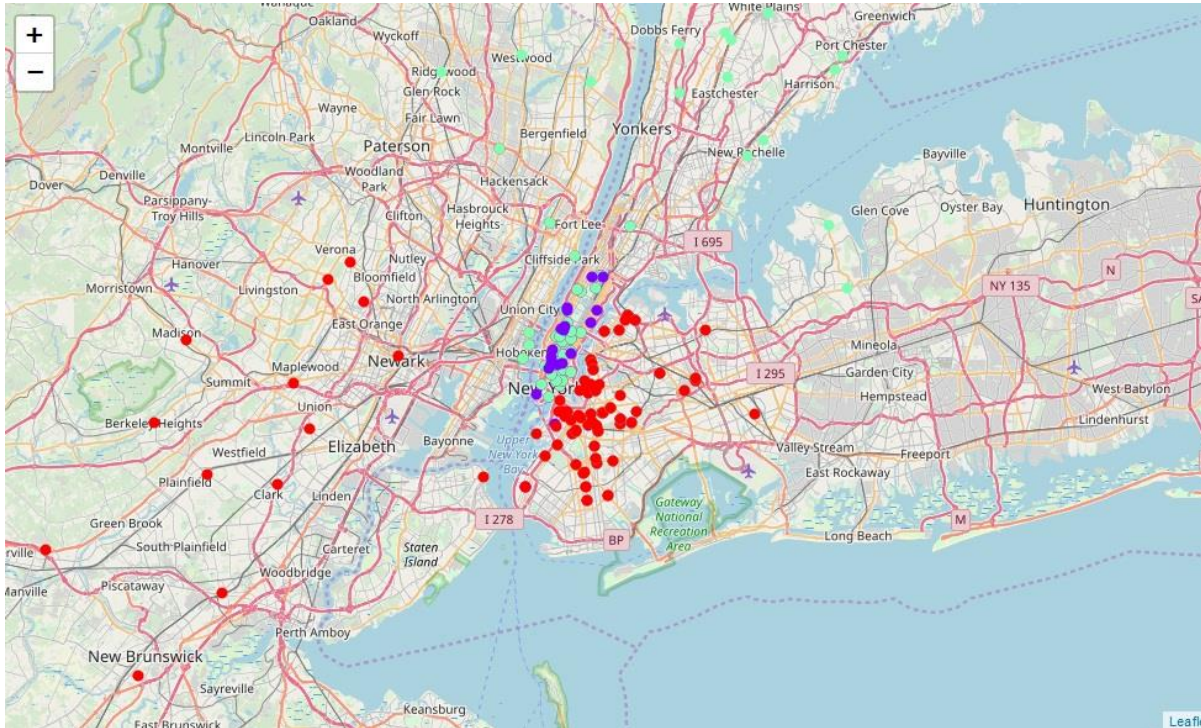 White Plains
Greenwich
Oakland
Dobbs Ferry
+
Wyckoff
Westwood
Port Chester
−
Ridgewood
Glen Rock
Eastchester
Harrison
Wayne
Fair Lawn
Lincoln Park
Bergenfield
Yonkers
Montville
Paterson
New Rochelle
Bayville
Denville
Woodland
Park
Hackensack
Dover
Parsippany-
Troy Hills
Clifton
Hasbrouck
Heights
Fort Lee
Glen Cove
Oyster Bay
Huntington
Verona
Nutley
I 695
Hanover
Bloomfield
Cliffside Park
N
Morristown
Livingston
North Arlington
NY 135
Union City
East Orange
Madison
Mineola
Newark
Hoboken
Maplewood
Garden City
Summit
I 295
New York
West Babylon
Union
Hempstead
Berkeley Heights
Lindenhurst
Elizabeth
Bayonne
Upper
New York
Bay
Valley Stream
Freeport
Westfield
East Rockaway
Plainfield
Clark
Linden
Gateway
National
Recreation
Area
Green Brook
I 278
M
BP
Long Beach
South Plainfield
Carteret
Staten
Island
Woodbridge
Piscataway
Manville
Perth Amboy
New Brunswick
Sayreville
Keansburg
East Brunswick